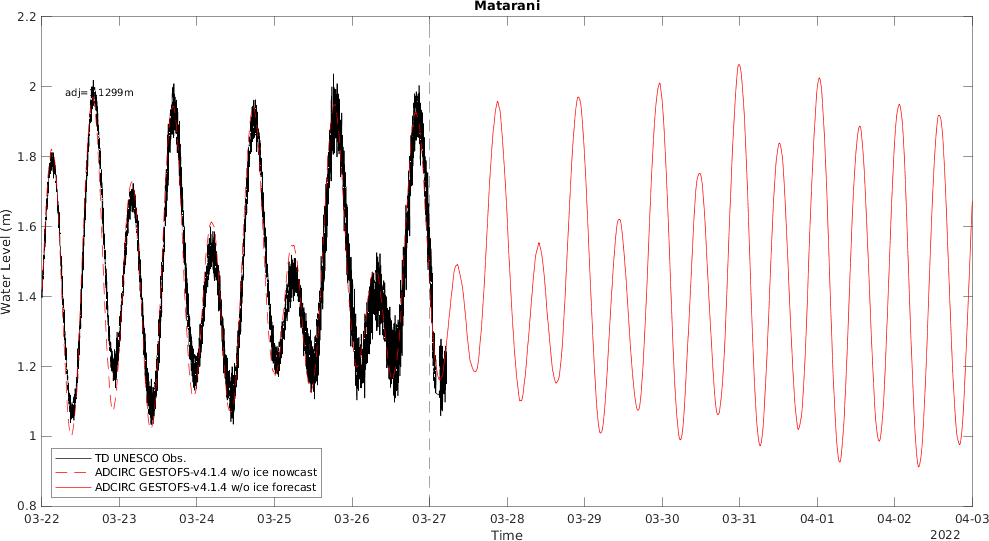 Matarani
2.2
2
1.8
1.6
1.4
1.2
1
0.8
Water Level (m)
adj=1.1299m
TD UNESCO Obs.
ADCIRC GESTOFS-v4.1.4 w/o ice nowcast
ADCIRC GESTOFS-v4.1.4 w/o ice forecast
03-22 03-23 03-24 03-25 03-26 03-27 03-28 03-29 03-30 03-31 04-01 04-02 04-03
Time
2022